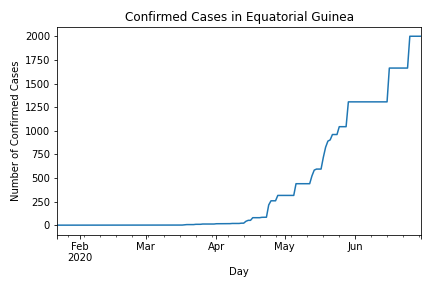 Confirmed Cases in Equatorial Guinea
Number of Confirmed Cases
2000
1750
1500
1250
1000
750
500
250
0
Feb Mar Apr May Jun
2020
Day